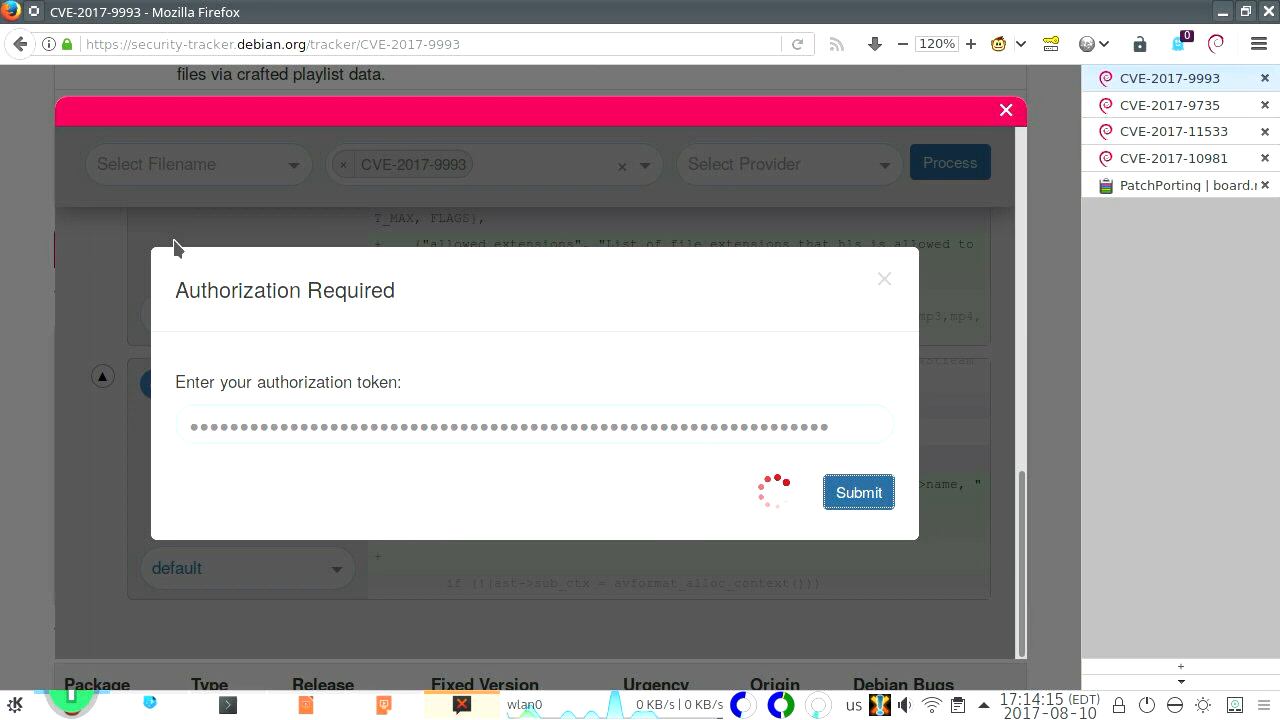 CVE-2017-9993 - Mozilla Firefox
https://security-tracker.debian.org/tracker/CVE-2017-9993
120%
0
files via crafted playlist data.
CVE-2017-9993
CVE-2017-9735
CVE-2017-11533
CVE-2017-10981
PatchPorting | board.r
Select Filename
× CVE-2017-9993
Select Provider
Process
T_MAX, FLAGS},
+ {"allowed_extensions", "List of file extensions that hls is allowed to
Authorization Required
mp3,mp4,
Enter your authorization token:
>name, "
Submit
default
+
if (!(ast->sub_ctx = avformat_alloc_context()))
Package
Type
Release
Fixed Version
Urgency
Origin
Debian Bugs
wlan0
0 KB/s | 0 KB/s
us
17:14:15 (EDT)
2017-08-10